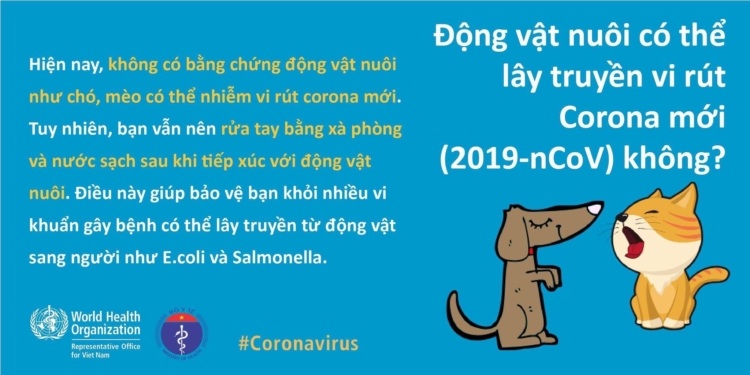 Động vật nuôi có thể
lây truyền vi rút
Corona mới
(2019-nCoV) không?
Hiện nay, không có bằng chứng động vật nuôi
như chó, mèo có thể nhiễm vi rút corona mới.
Tuy nhiên, bạn vẫn nên rửa tay bằng xà phòng
và nước sạch sau khi tiếp xúc với động vật
nuôi. Điều này giúp bảo vệ bạn khỏi nhiều vi
khuẩn gây bệnh có thể lây truyền từ động vật
sang người như E.coli và Salmonella.
World Health
Organization
Representative Office
for Viet Nam
BỘ Y TẾ
#Coronavirus